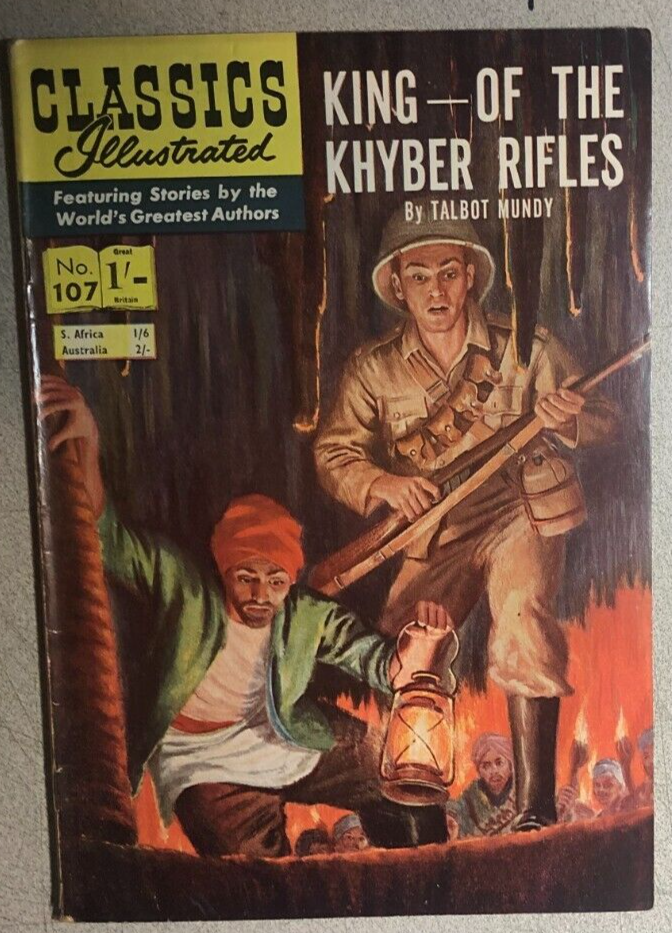 CLASSICS
Illustrated
Featuring Stories by the
World's Greatest Authors
KING—OF THE
KHYBER RIFLES
By TALBOT MUNDY
No.
107
Great
1/-
Britain
S. Africa 1/6
Australia 2/-